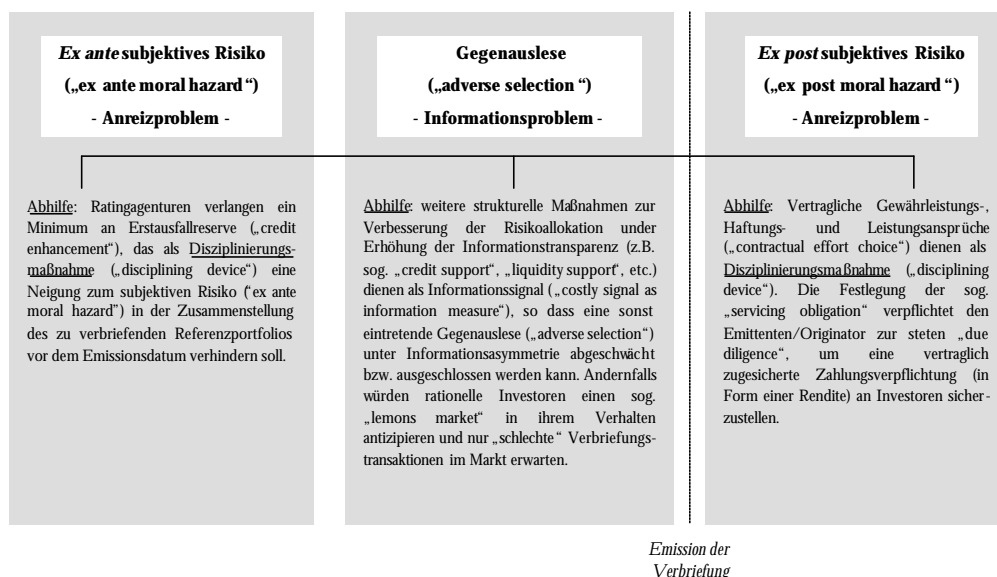 Ex ante subjektives Risiko
(„ex ante moral hazard“)
- Anreizproblem -
Abhilfe: Ratingagenturen verlangen ein
Minimum an Erstausfallreserve („credit
enhancement“), das als Disziplinierungs-
maßnahme („disciplining device“) eine
Neigung zum subjektiven Risiko (“ex ante
moral hazard”) in der Zusammenstellung
des zu verbriefenden Referenzportfolios
vor dem Emissionsdatum verhindern soll.
Gegenauslese
(„adverse selection“)
- Informationsproblem -
Abhilfe: weitere strukturelle Maßnahmen zur
Verbesserung der Risikoallokation unter
Erhöhung der Informationstransparenz (z.B.
sog. „credit support“, „liquidity support“, etc.)
dienen als Informationssignal („costly signal as
information measure“), so dass eine sonst
eintretende Gegenauslese („adverse selection“)
unter Informationsasymmetrie abgeschwächt
bzw. ausgeschlossen werden kann. Andernfalls
würden rationelle Investoren einen sog.
„lemons market“ in ihrem Verhalten
antizipieren und nur „schlechte“ Verbriefungs-
transaktionen im Markt erwarten.
Ex post subjektives Risiko
(„ex post moral hazard“)
- Anreizproblem -
Abhilfe: Vertragliche Gewährleistungs-,
Haftungs- und Leistungsansprüche
(„contractual effort choice“) dienen als
Disziplinierungsmaßnahme („disciplining
device“). Die Festlegung der sog.
„servicing obligation“ verpflichtet den
Emittenten/Originator zur steten „due
diligence“, um eine vertraglich
zugesicherte Zahlungsverpflichtung (in
Form einer Rendite) an Investoren sicher-
zustellen.
Emission der
Verbriefung